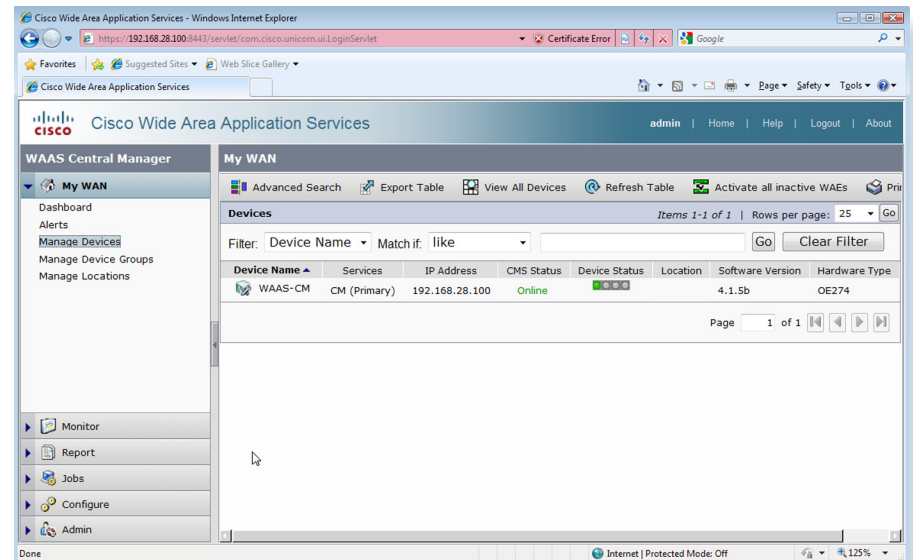 Cisco Wide Area Application Services - Windows Internet Explorer
https://192.168.28.100:8443/servlet/com.cisco.unicorn.ui.LoginServlet
Certificate Error
Google
Favorites
Suggested Sites
Web Slice Gallery
Cisco Wide Area Application Services
Page
Safety
Tools
CISCO
Cisco Wide Area Application Services
admin | Home | Help | Logout | About
WAAS Central Manager
My WAN
My WAN
Dashboard
Alerts
Manage Devices
Manage Device Groups
Manage Locations
Monitor
Report
Jobs
Configure
Admin
Advanced Search Export Table View All Devices Refresh Table Activate all inactive WAEs Pri
Devices Items 1-1 of 1 | Rows per page: 25 Go
Filter: Device Name Match if: like Go Clear Filter
Device Name Services IP Address CMS Status Device Status Location Software Version Hardware Type
WAAS-CM CM (Primary) 192.168.28.100 Online 4.1.5b OE274
Page 1 of 1
Done
Internet | Protected Mode: Off
125%